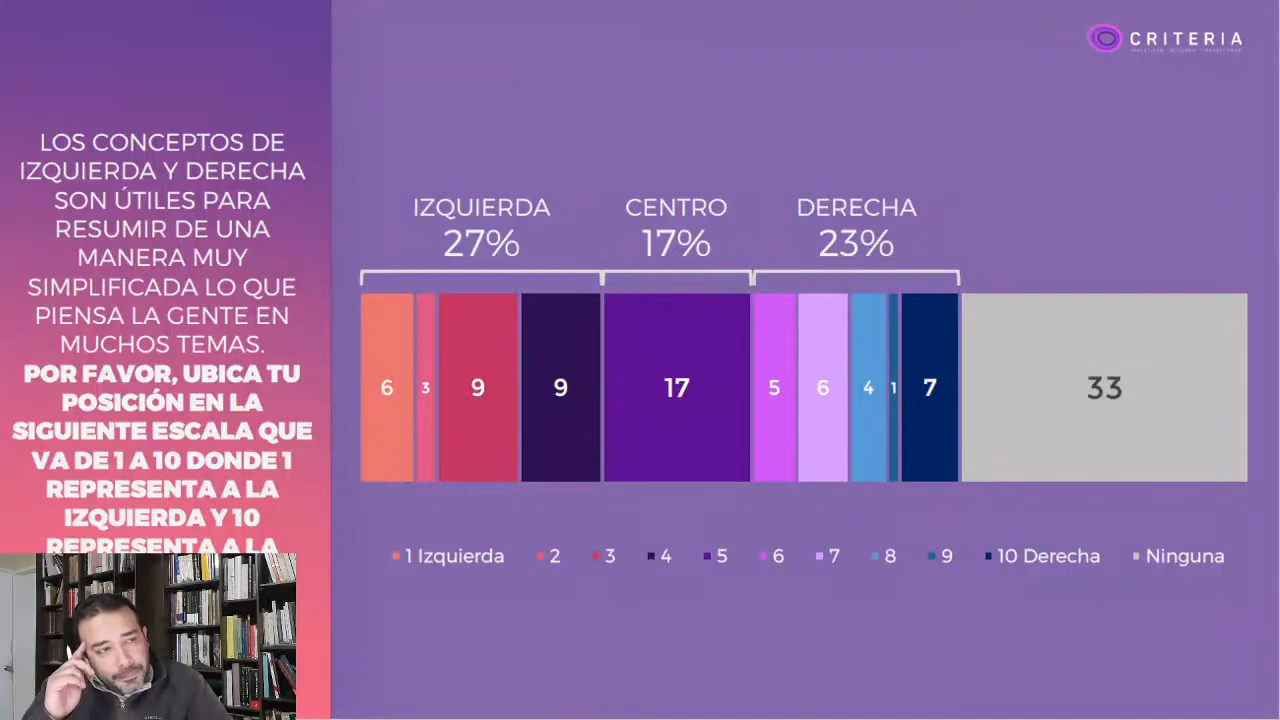 CRITERIA
LOS CONCEPTOS DE
IZQUIERDA Y DERECHA
SON ÚTILES PARA
RESUMIR DE UNA
MANERA MUY
SIMPLIFICADA LO QUE
PIENSA LA GENTE EN
MUCHOS TEMAS.
POR FAVOR, UBICA TU
POSICIÓN EN LA
SIGUIENTE ESCALA QUE
VA DE 1 A 10 DONDE 1
REPRESENTA A LA
IZQUIERDA Y 10
REPRESENTA A LA
IZQUIERDA CENTRO DERECHA
27% 17% 23%
6 3 9 9 17 5 6 4 1 7 33
1 Izquierda 2 3 4 5 6 7 8 9 10 Derecha Ninguna